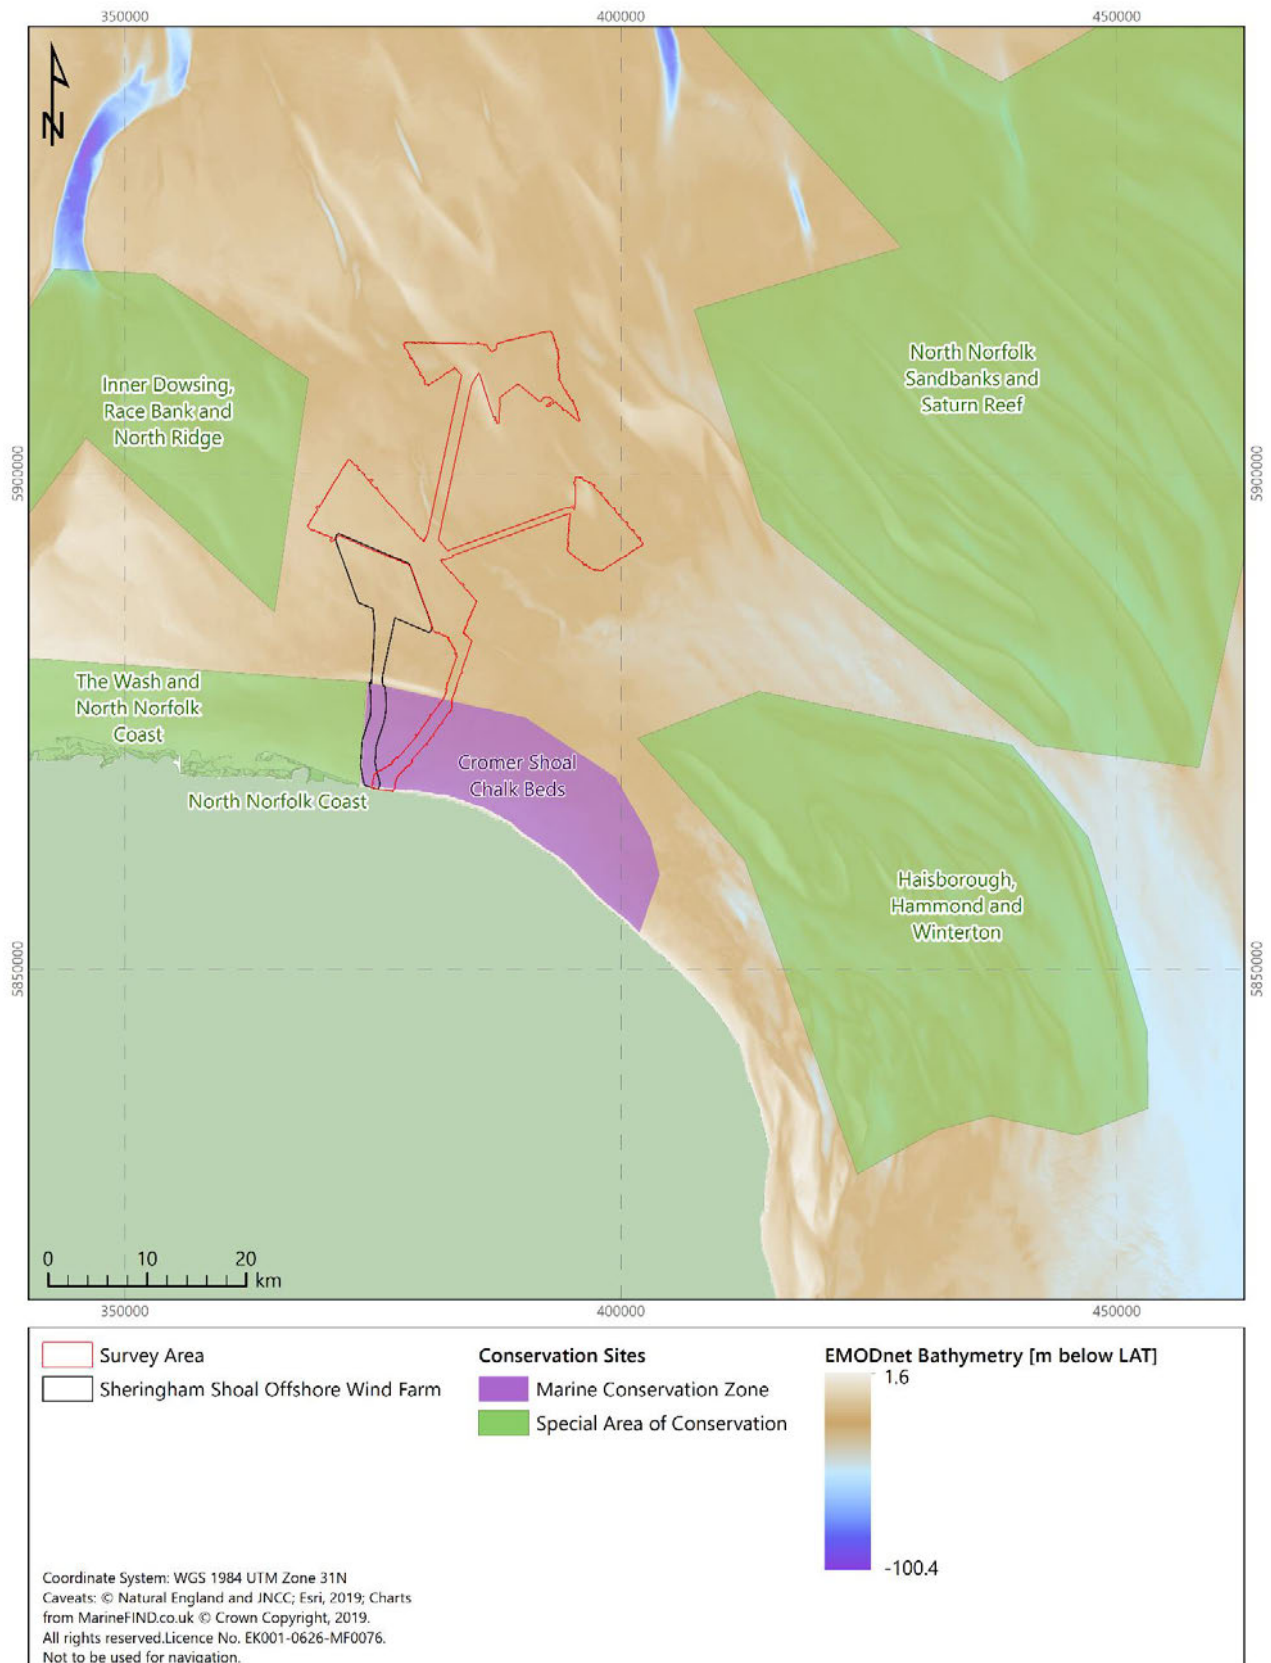 350000
400000
450000
N
Inner Dowsing,
Race Bank and
North Ridge
North Norfolk
Sandbanks and
Saturn Reef
5900000
5900000
The Wash and
North Norfolk
Coast
North Norfolk Coast
Cromer Shoal
Chalk Beds
Haisborough,
Hammond and
Winterton
5850000
5850000
0 10 20
km
350000
400000
450000
Survey Area
Sheringham Shoal Offshore Wind Farm
Conservation Sites
Marine Conservation Zone
Special Area of Conservation
EMODnet Bathymetry [m below LAT]
1.6
-100.4
Coordinate System: WGS 1984 UTM Zone 31N
Caveats: © Natural England and JNCC; Esri, 2019; Charts
from MarineFIND.co.uk © Crown Copyright, 2019.
All rights reserved.Licence No. EK001-0626-MF0076.
Not to be used for navigation.